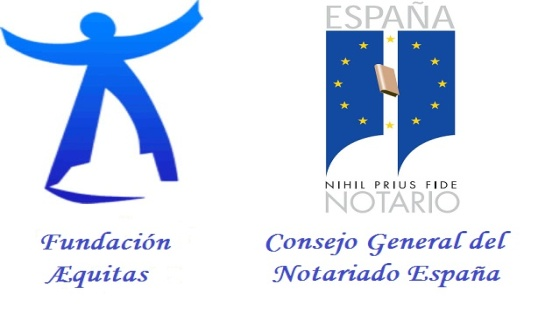 ESPAÑA
NIHIL PRIUS FIDE
NOTARIO
Fundación
Æquitas
Consejo General del
Notariado España